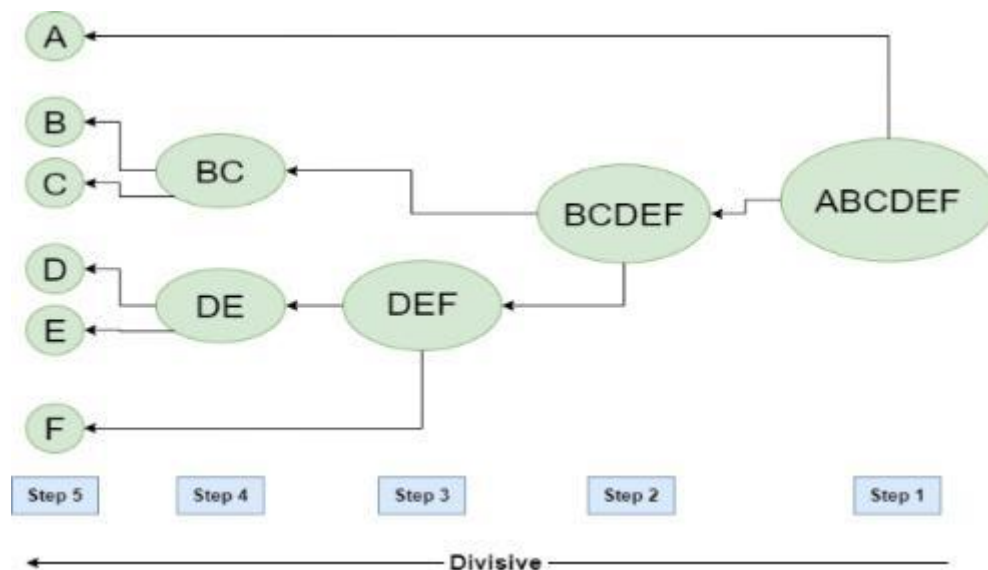 A
B
C
BC
BCDEF
ABCDEF
D
E
DE
DEF
F
Step 5
Step 4
Step 3
Step 2
Step 1
Divisive